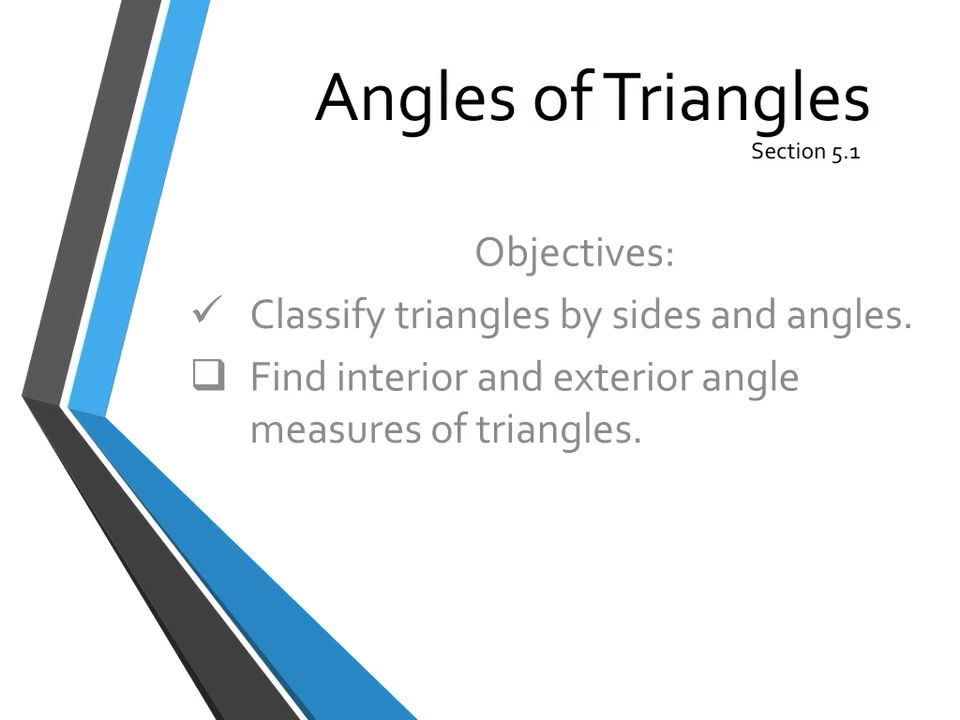 Angles of Triangles
Section 5.1
Objectives:
✓ Classify triangles by sides and angles.
❑ Find interior and exterior angle
measures of triangles.